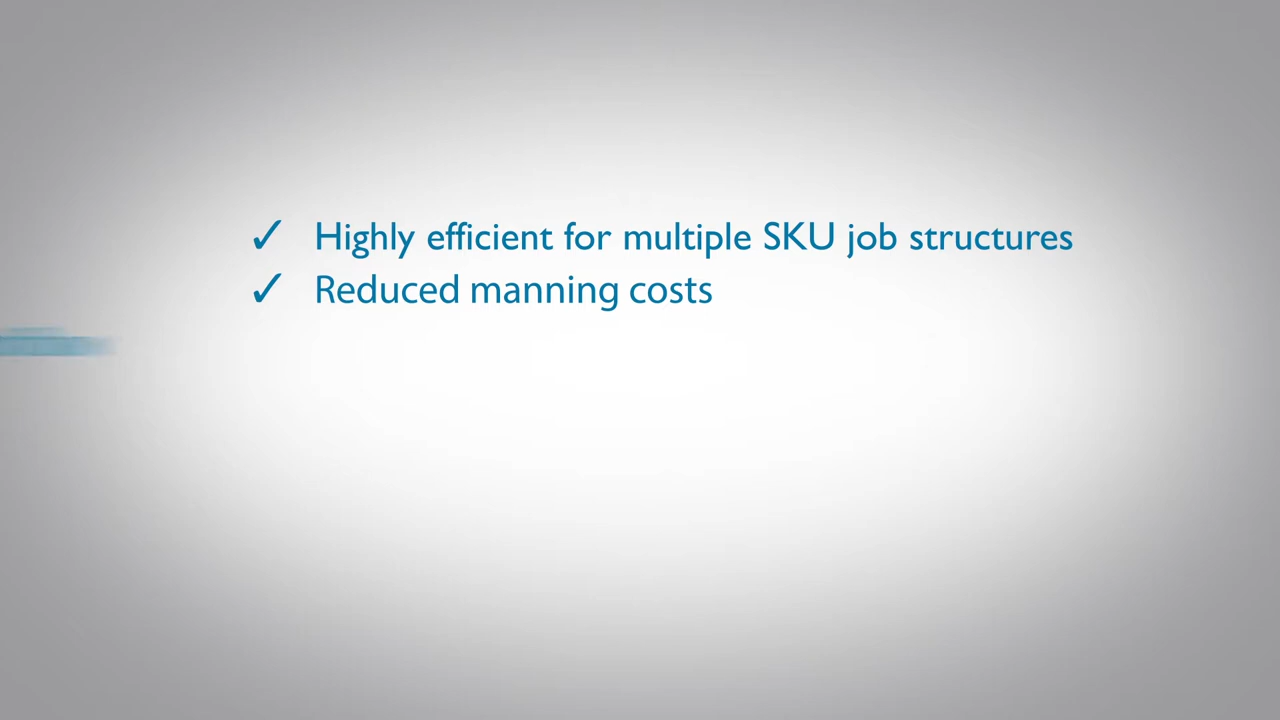 ✓ Highly efficient for multiple SKU job structures
✓ Reduced manning costs